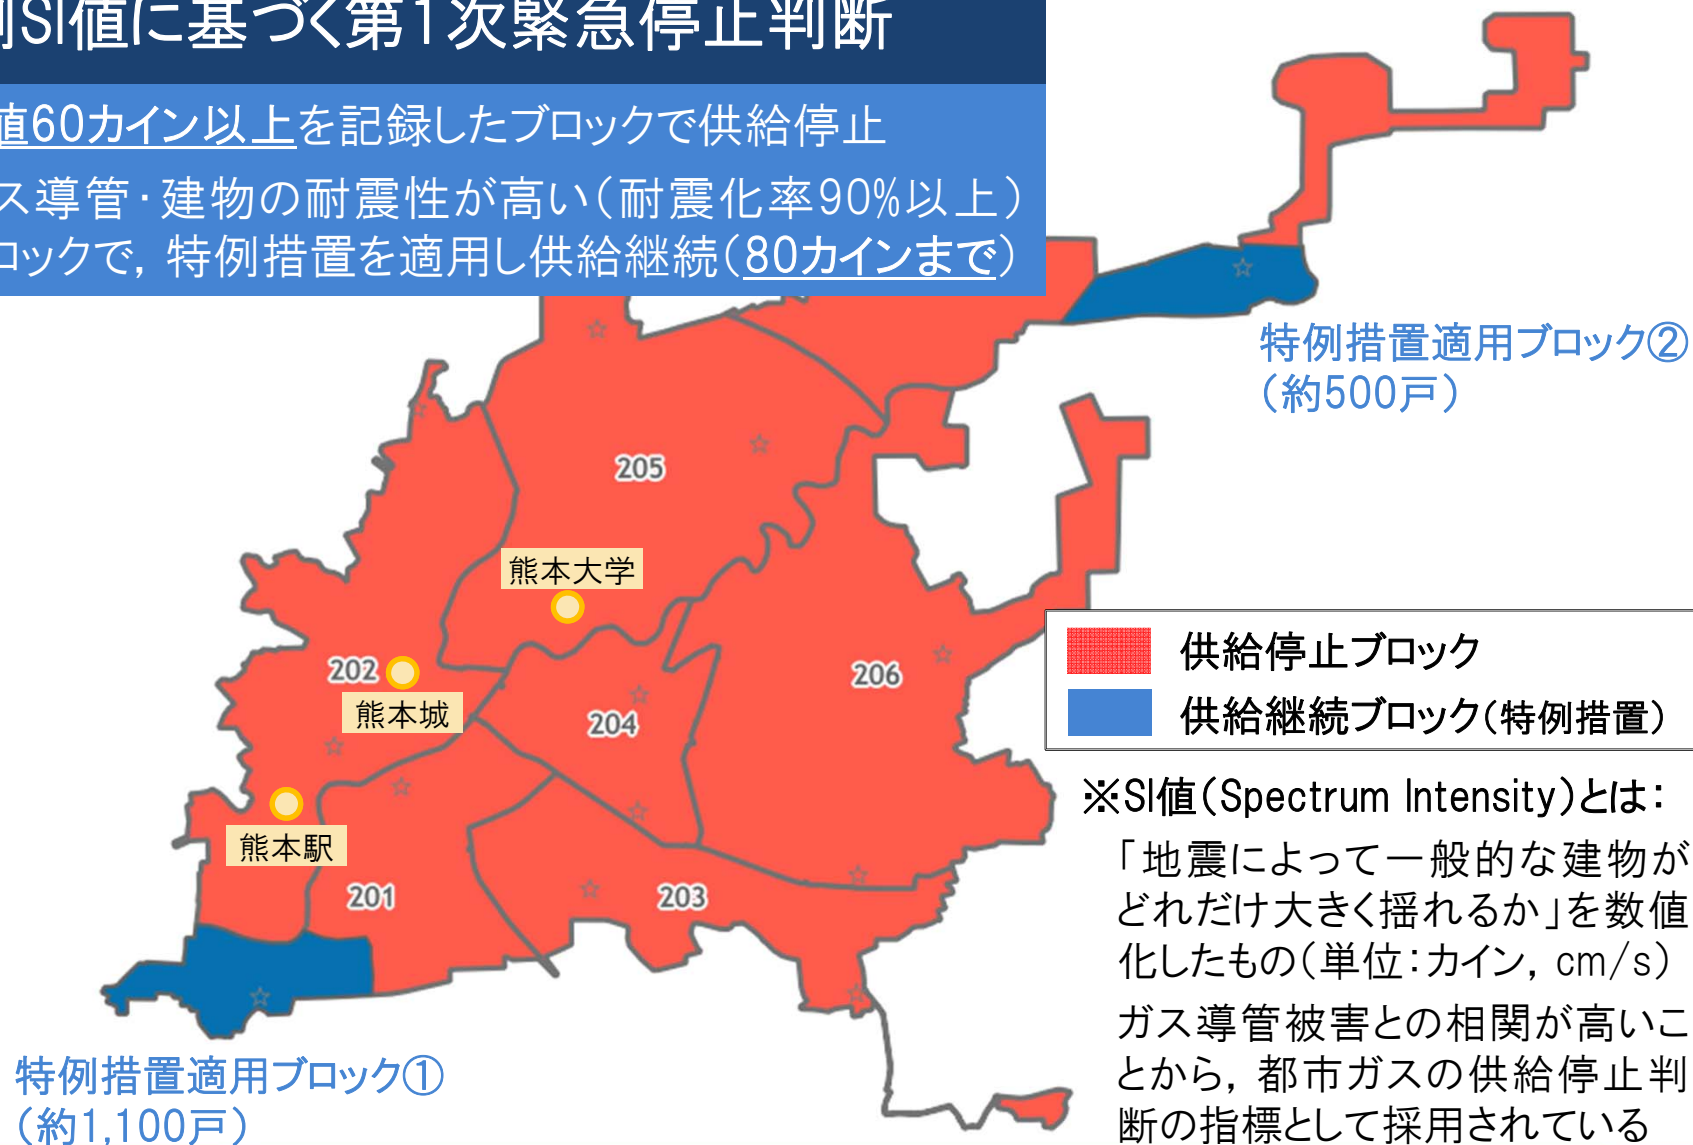 SI値に基づく第1次緊急停止判断
値60カイン以上を記録したブロックで供給停止
ス導管・建物の耐震性が高い（耐震化率90%以上）
ロックで，特例措置を適用し供給継続（80カインまで）
特例措置適用ブロック②
（約500戸）
205
熊本大学
202
熊本城
204
206
熊本駅
201
203
供給停止ブロック
供給継続ブロック（特例措置）
※SI値（Spectrum Intensity）とは：
「地震によって一般的な建物が
どれだけ大きく揺れるか」を数値
化したもの（単位：カイン，cm/s）
ガス導管被害との相関が高いこ
とから，都市ガスの供給停止判
断の指標として採用されている
特例措置適用ブロック①
（約1,100戸）